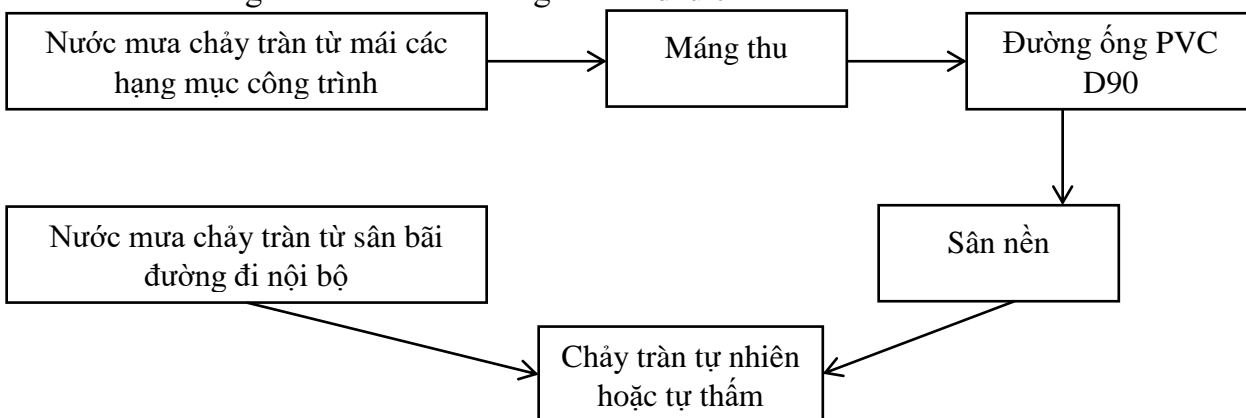 Nước mưa chảy tràn từ mái các
hạng mục công trình
Máng thu
Đường ống PVC
D90
Nước mưa chảy tràn từ sân bãi
đường đi nội bộ
Sân nền
Chảy tràn tự nhiên
hoặc tự thấm